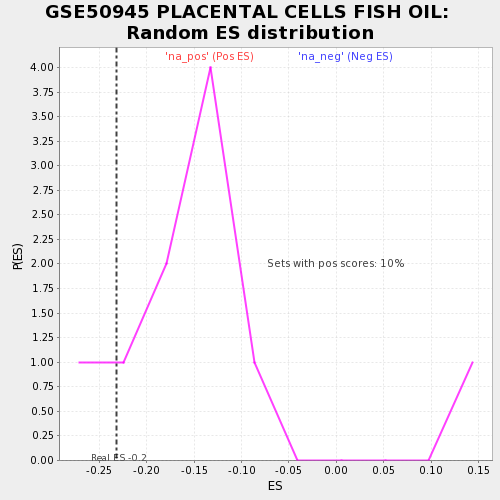 GSE50945 PLACENTAL CELLS FISH OIL:
Random ES distribution
'na_pos' (Pos ES) 'na_neg' (Neg ES)
4.00
3.75
3.50
3.25
3.00
2.75
2.50
2.25
2.00
1.75
1.50
1.25
1.00
0.75
0.50
0.25
0.00
P(ES)
Sets with pos scores: 10%
Real ES -0.2
-0.25 -0.20 -0.15 -0.10 -0.05 0.00 0.05 0.10 0.15
ES